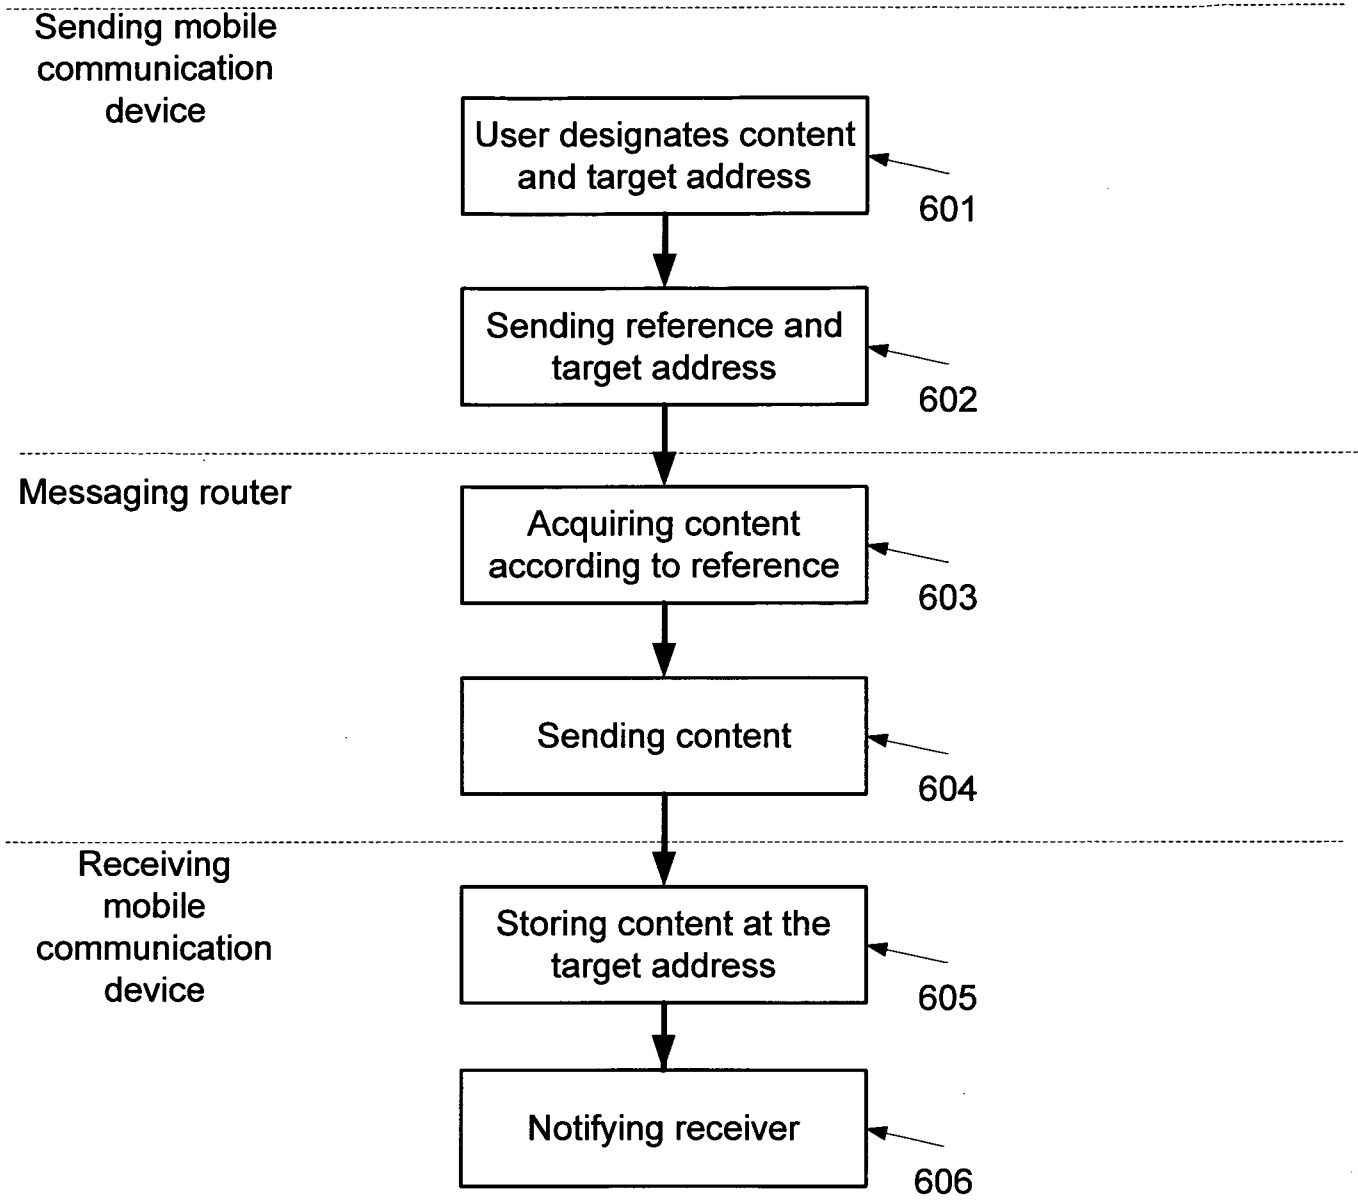 Sending mobile
communication
device
User designates content
and target address
601
Sending reference and
target address
602
Messaging router
Acquiring content
according to reference
603
Sending content
604
Receiving
mobile
communication
device
Storing content at the
target address
605
Notifying receiver
606